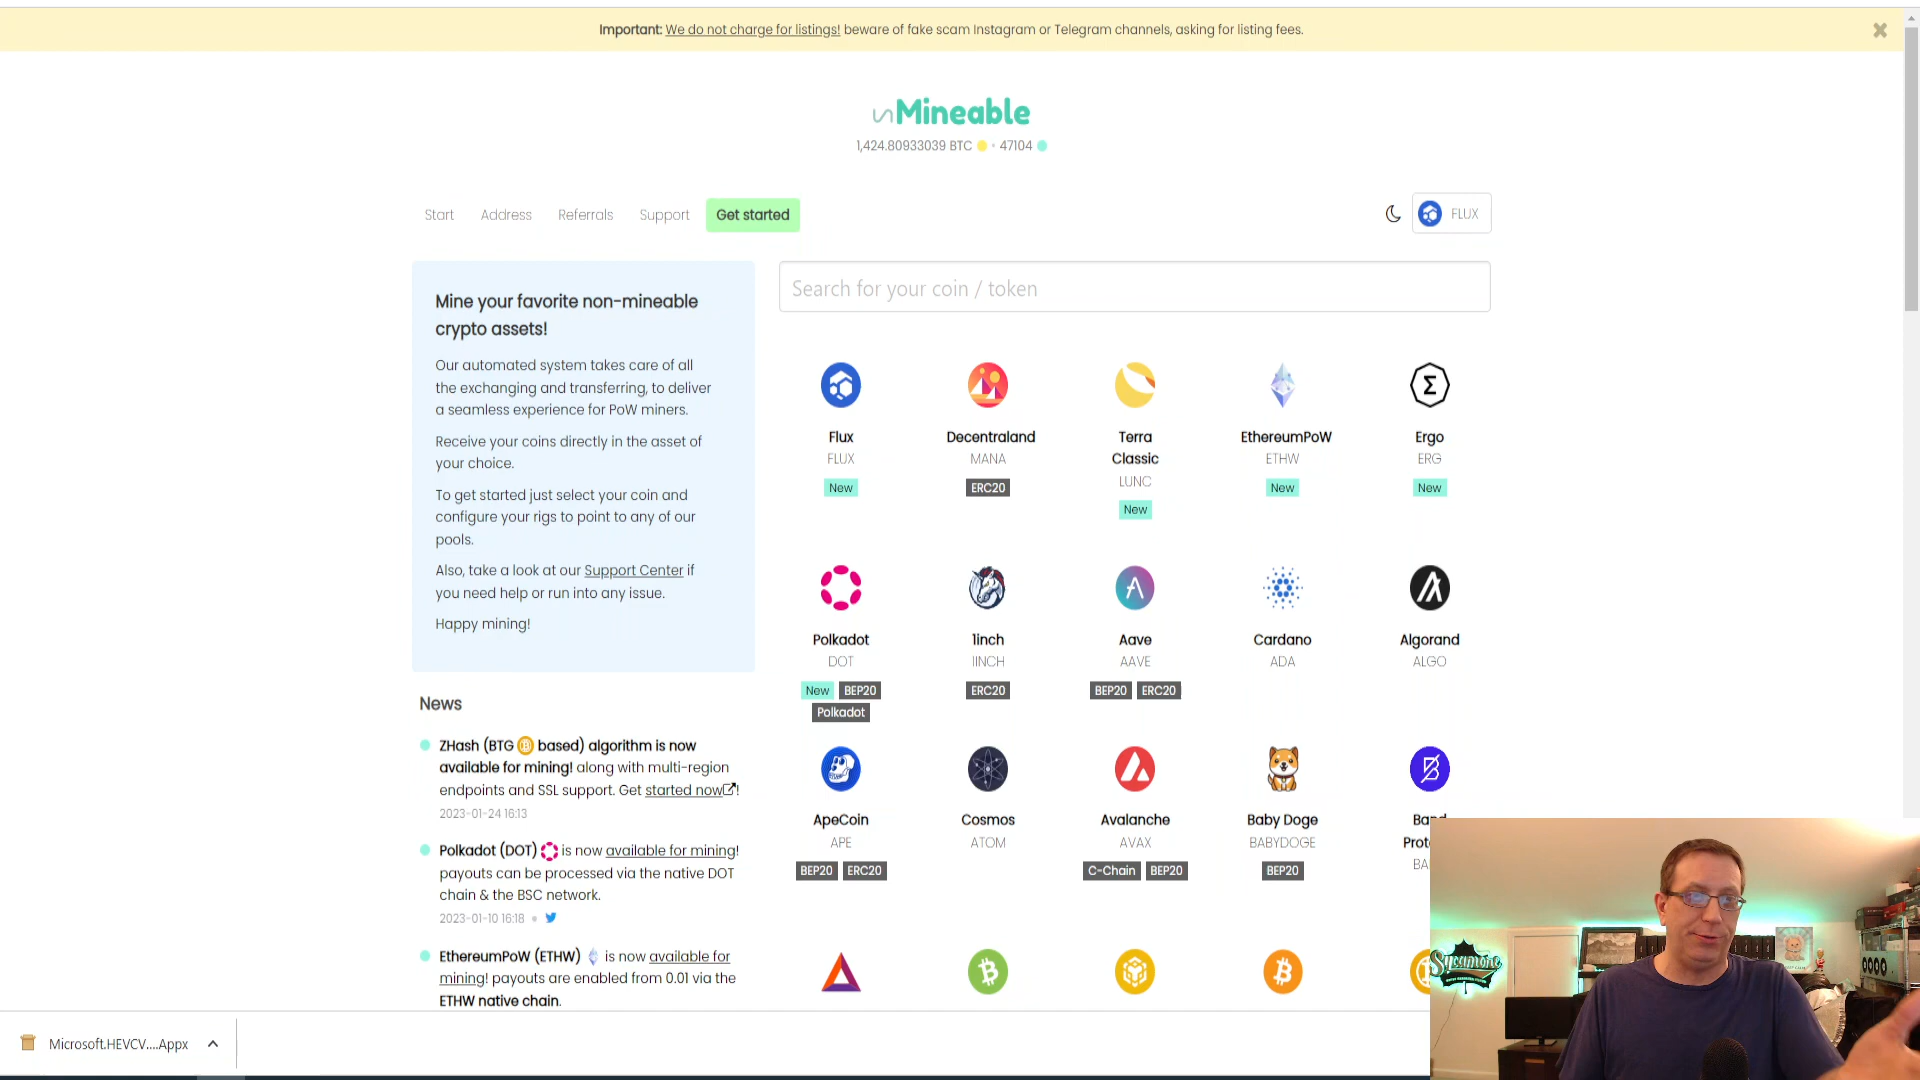 Important: We do not charge for listings! beware of fake scam Instagram or Telegram channels, asking for listing fees.
unMineable
1,424.80933039 BTC • 47104
Start Address Referrals Support Get started
FLUX
Mine your favorite non-mineable
crypto assets!
Our automated system takes care of all
the exchanging and transferring, to deliver
a seamless experience for PoW miners.
Receive your coins directly in the asset of
your choice.
To get started just select your coin and
configure your rigs to point to any of our
pools.
Also, take a look at our Support Center if
you need help or run into any issue.
Happy mining!
News
ZHash (BTG based) algorithm is now
available for mining! along with multi-region
endpoints and SSL support. Get started now!
2023-01-24 16:13
Polkadot (DOT) is now available for mining!
payouts can be processed via the native DOT
chain & the BSC network.
2023-01-10 16:18 •
EthereumPoW (ETHW) is now available for
mining! payouts are enabled from 0.01 via the
ETHW native chain.
Search for your coin / token
Flux Decentraland Terra EthereumPoW Ergo
Classic
FLUX MANA LUNC ETHW ERG
New ERC20 New New New
Polkadot 1inch Aave Cardano Algorand
DOT 1INCH AAVE ADA ALGO
New BEP20 ERC20 BEP20 ERC20
Polkadot
ApeCoin Cosmos Avalanche Baby Doge Band
APE ATOM AVAX BABYDOGE
BEP20 ERC20 C-Chain BEP20 BEP20
Sycamore
Microsoft.HEVCV....Appx